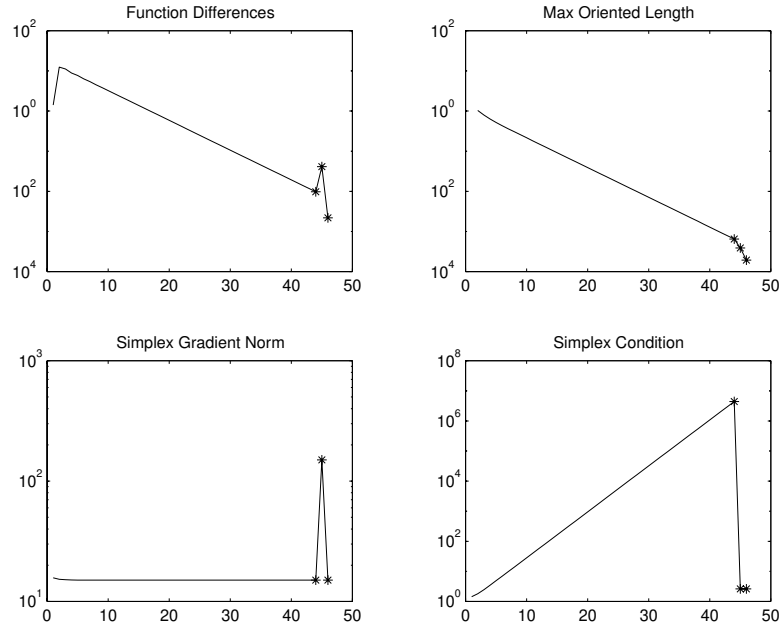 Function Differences
10^2
10^0
10^2
10^4
0 10 20 30 40 50
Max Oriented Length
10^2
10^0
10^2
10^4
0 10 20 30 40 50
Simplex Gradient Norm
10^3
10^2
10^1
0 10 20 30 40 50
Simplex Condition
10^8
10^6
10^4
10^2
10^0
0 10 20 30 40 50